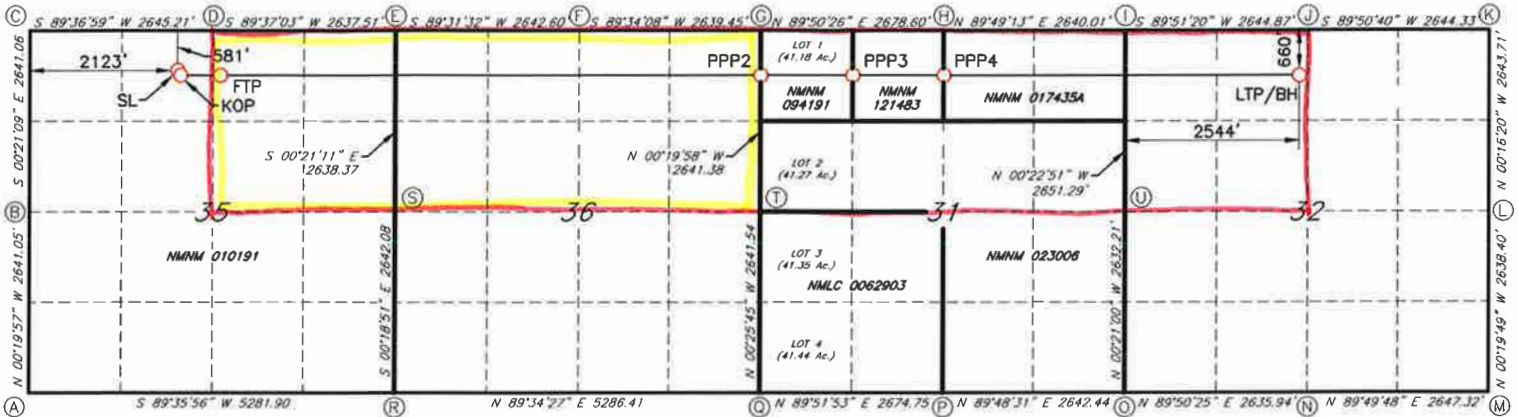 C S 89°36'59" W 2645.21' D S 89°37'03" W 2637.51' E S 89°31'32" W 2642.60' F S 89°34'08" W 2639.45' G N 89°50'26" E 2678.60' H N 89°49'13" E 2640.01' I S 89°51'20" W 2644.87' J S 89°50'40" W 2644.33' K
S 00°21'09" E 2641.06'
2123'
581'
SL
KOP
FTP
PPP2
LOT 1
(41.18 Ac.)
PPP3
PPP4
660'
LTP/BH
N 00°16'20" W 2643.71'
NMNM
094191
NMNM
121483
NMNM 017435A
2544'
S 00°21'11" E
2638.37
N 00°19'58" W
2641.38
LOT 2
(41.27 Ac.)
N 00°22'51" W
2651.29'
B
35
S
36
T
31
U
32
L
N 00°19'57" W 2641.05'
NMNM 010191
S 00°18'51" E 2642.08
N 00°25'45" W 2641.54
LOT 3
(41.35 Ac.)
NMLC 0062903
NMNM 023006
N 00°21'00" W 2632.21'
N 00°19'49" W 2638.40'
LOT 4
(41.44 Ac.)
A S 89°35'56" W 5281.90 R N 89°34'27" E 5286.41 Q N 89°51'53" E 2674.75 P N 89°48'31" E 2642.44 O N 89°50'25" E 2635.94' N N 89°49'48" E 2647.32' M